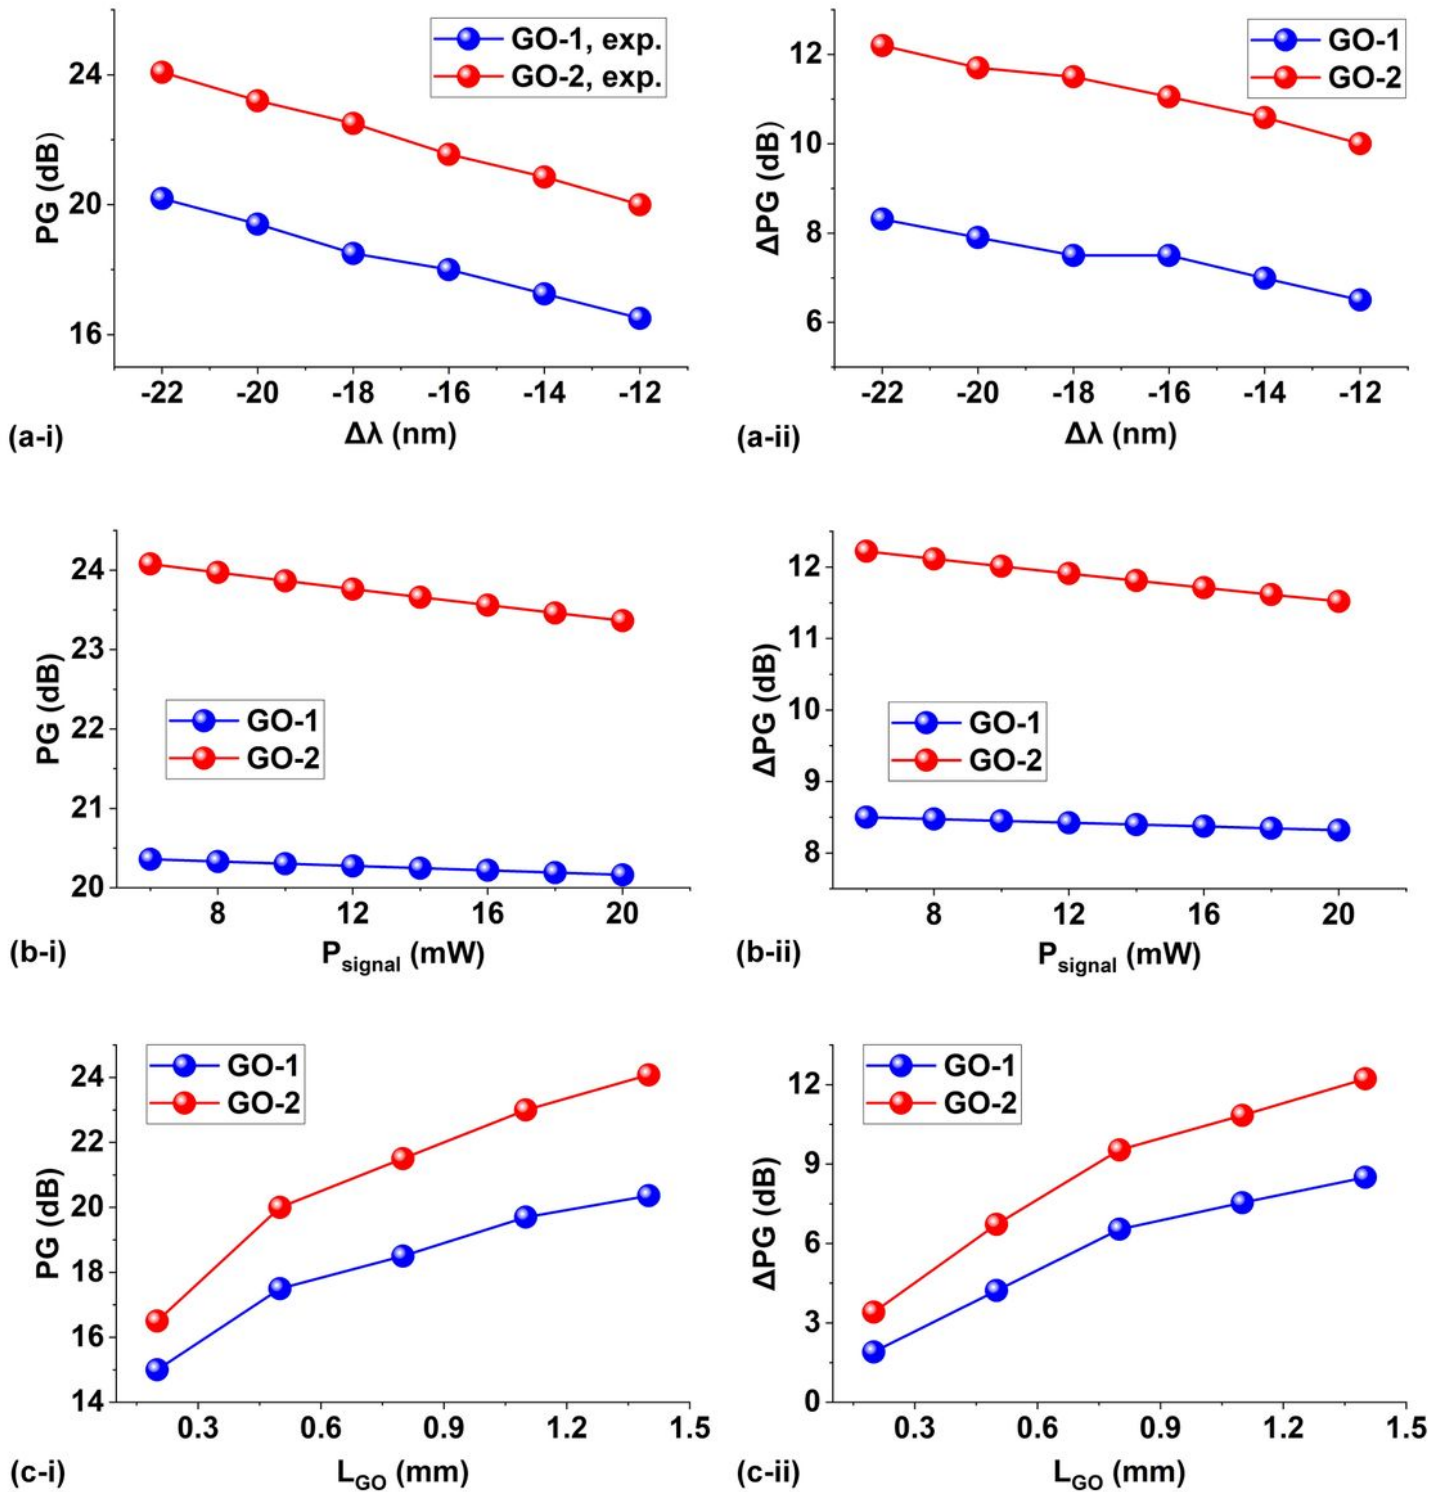 GO-1, exp.
GO-2, exp.
24
20
16
PG (dB)
-22 -20 -18 -16 -14 -12
Δλ (nm)
(a-i)
GO-1
GO-2
12
10
8
6
ΔPG (dB)
-22 -20 -18 -16 -14 -12
Δλ (nm)
(a-ii)
24
23
22
21
20
PG (dB)
GO-1
GO-2
8 12 16 20
Psignal (mW)
(b-i)
12
11
10
9
8
ΔPG (dB)
GO-1
GO-2
8 12 16 20
Psignal (mW)
(b-ii)
GO-1
GO-2
24
22
20
18
16
14
PG (dB)
0.3 0.6 0.9 1.2 1.5
LGO (mm)
(c-i)
GO-1
GO-2
12
9
6
3
0
ΔPG (dB)
0.3 0.6 0.9 1.2 1.5
LGO (mm)
(c-ii)